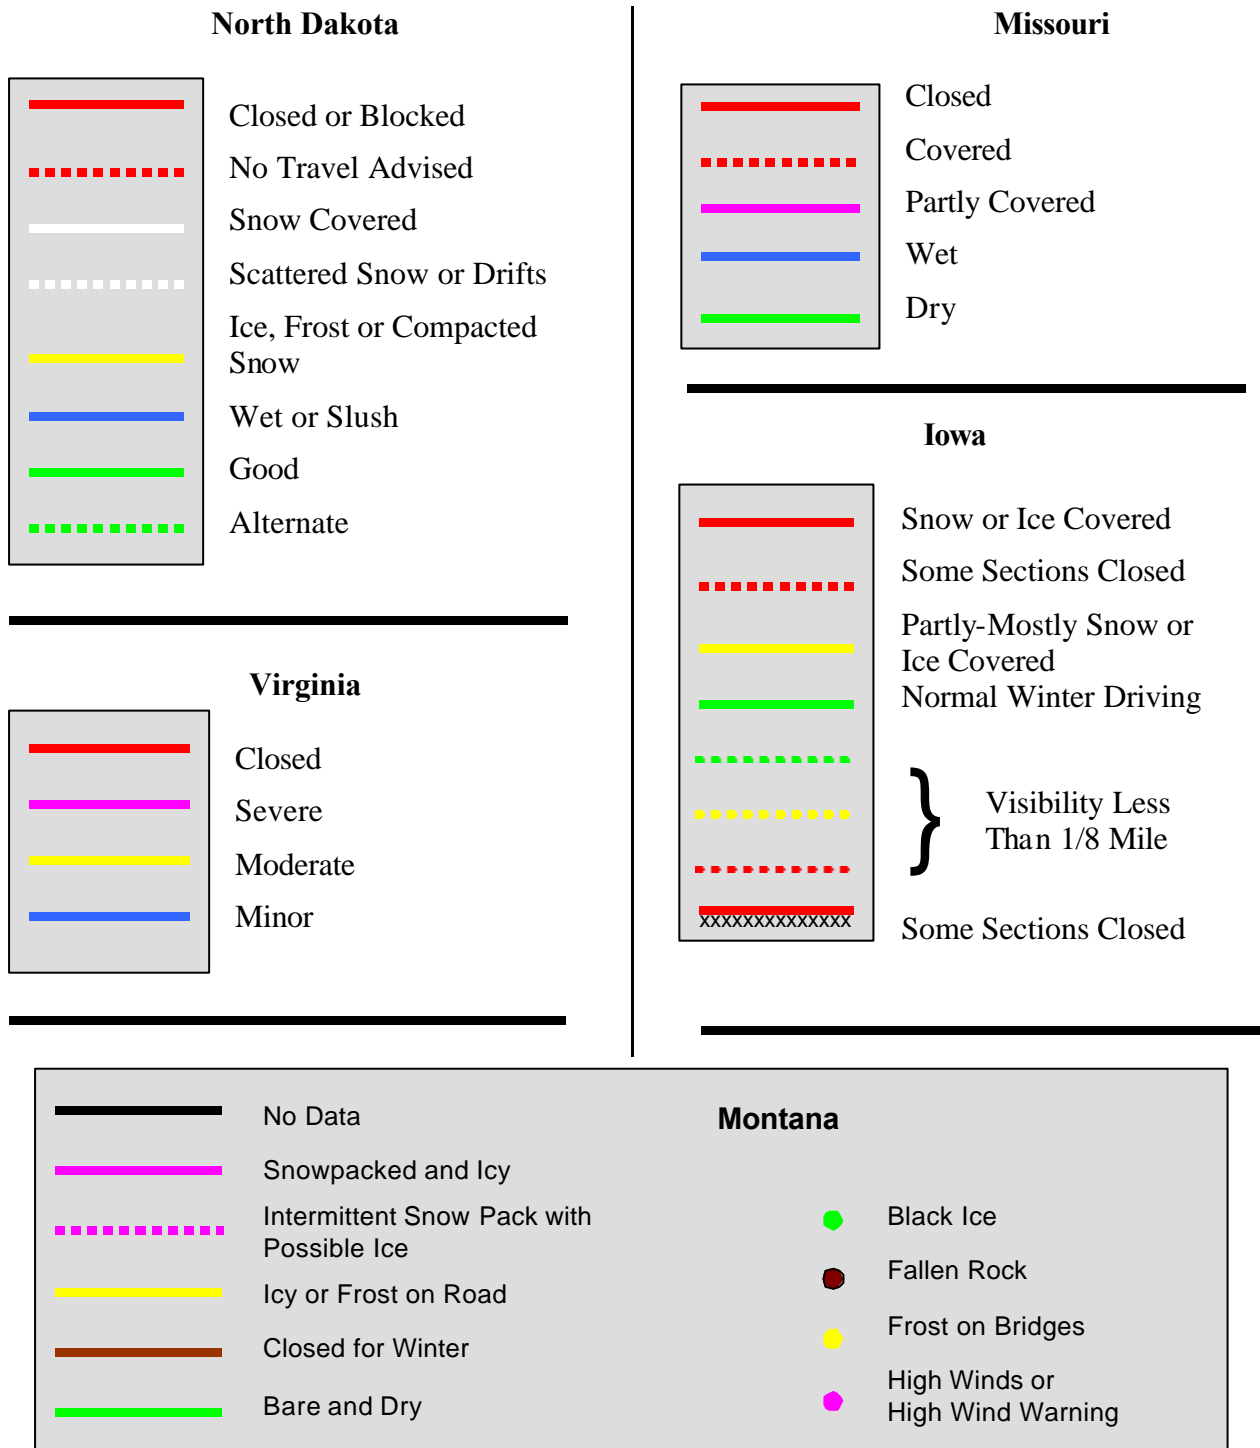 North Dakota
Closed or Blocked
No Travel Advised
Snow Covered
Scattered Snow or Drifts
Ice, Frost or Compacted
Snow
Wet or Slush
Good
Alternate
Virginia
Closed
Severe
Moderate
Minor
Missouri
Closed
Covered
Partly Covered
Wet
Dry
Iowa
Snow or Ice Covered
Some Sections Closed
Partly-Mostly Snow or
Ice Covered
Normal Winter Driving
} Visibility Less
Than 1/8 Mile
XXXXXXXXXXXXXX
Some Sections Closed
Montana
No Data
Snowpacked and Icy
Intermittent Snow Pack with
Possible Ice
Icy or Frost on Road
Closed for Winter
Bare and Dry
Black Ice
Fallen Rock
Frost on Bridges
High Winds or
High Wind Warning